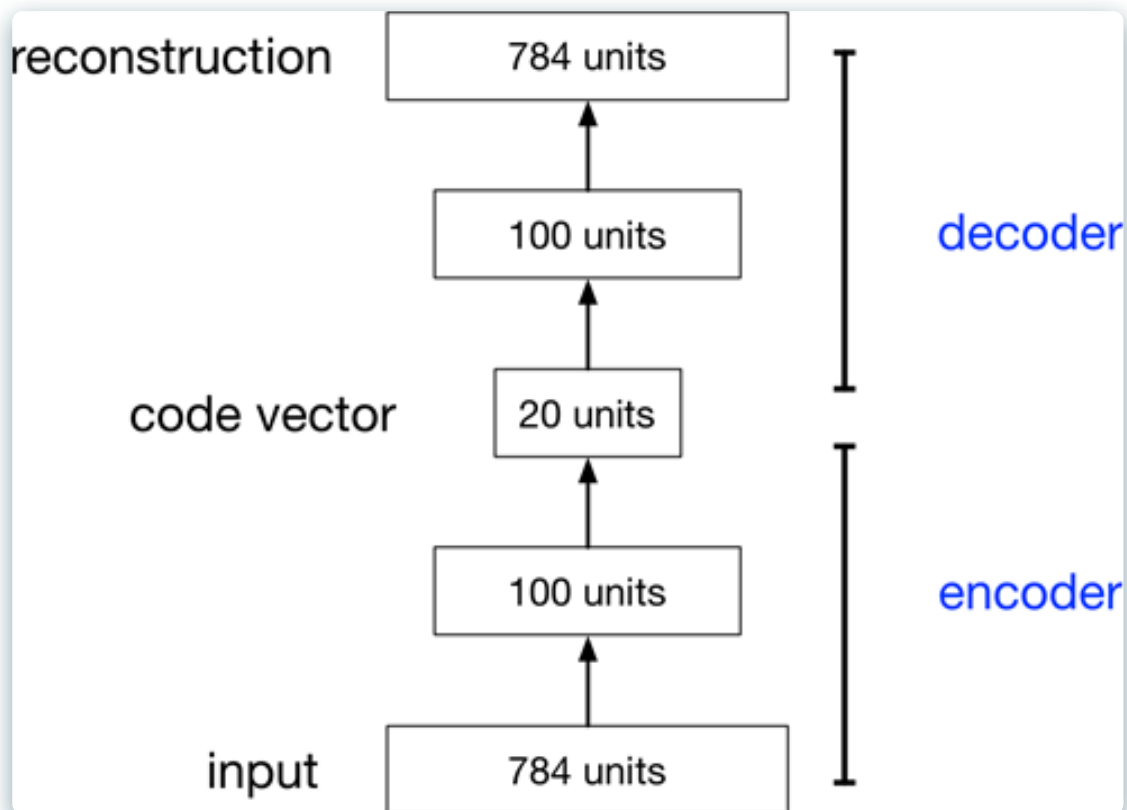 reconstruction
784 units
100 units
decoder
code vector
20 units
100 units
encoder
input
784 units